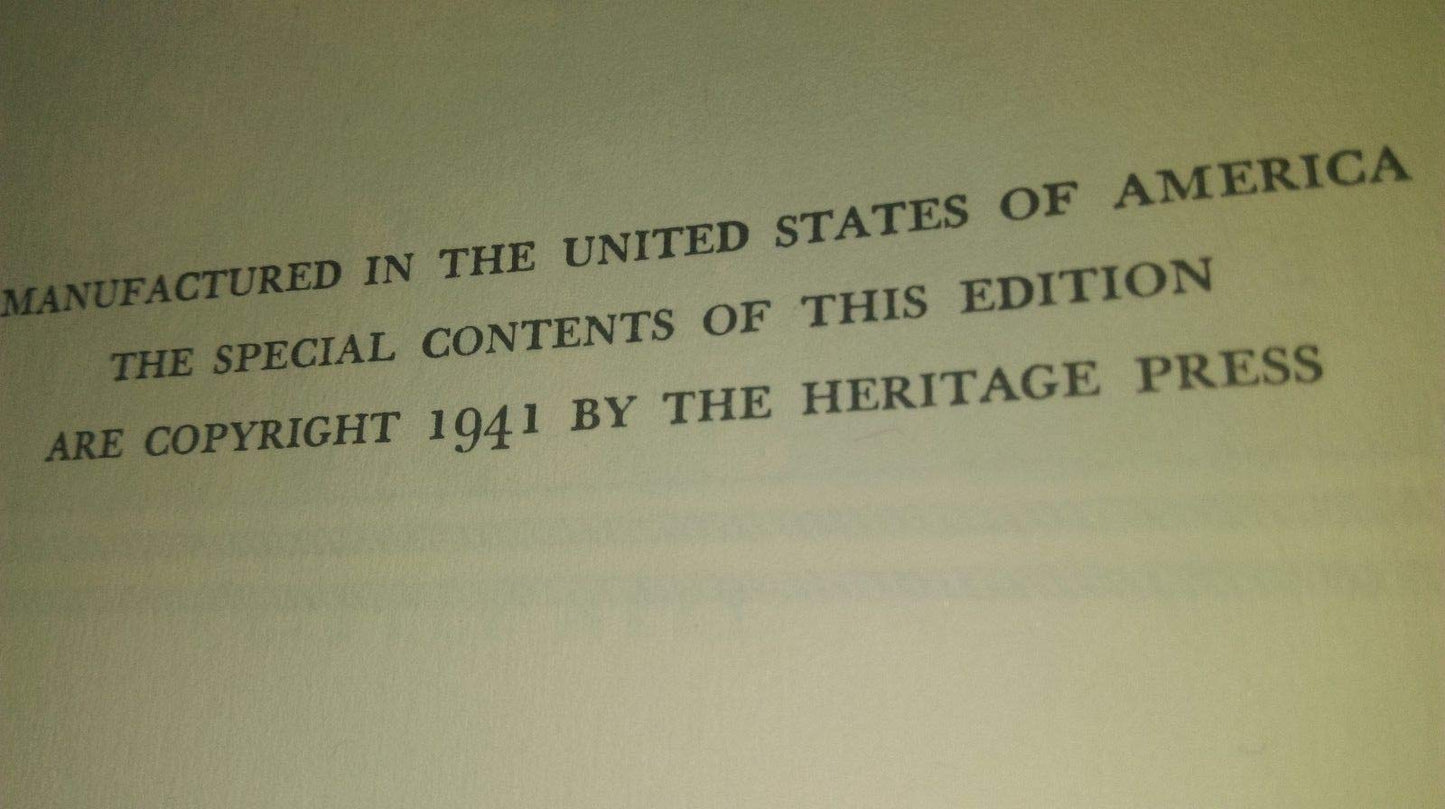 MANUFACTURED IN THE UNITED STATES OF AMERICA
THE SPECIAL CONTENTS OF THIS EDITION
ARE COPYRIGHT 1941 BY THE HERITAGE PRESS